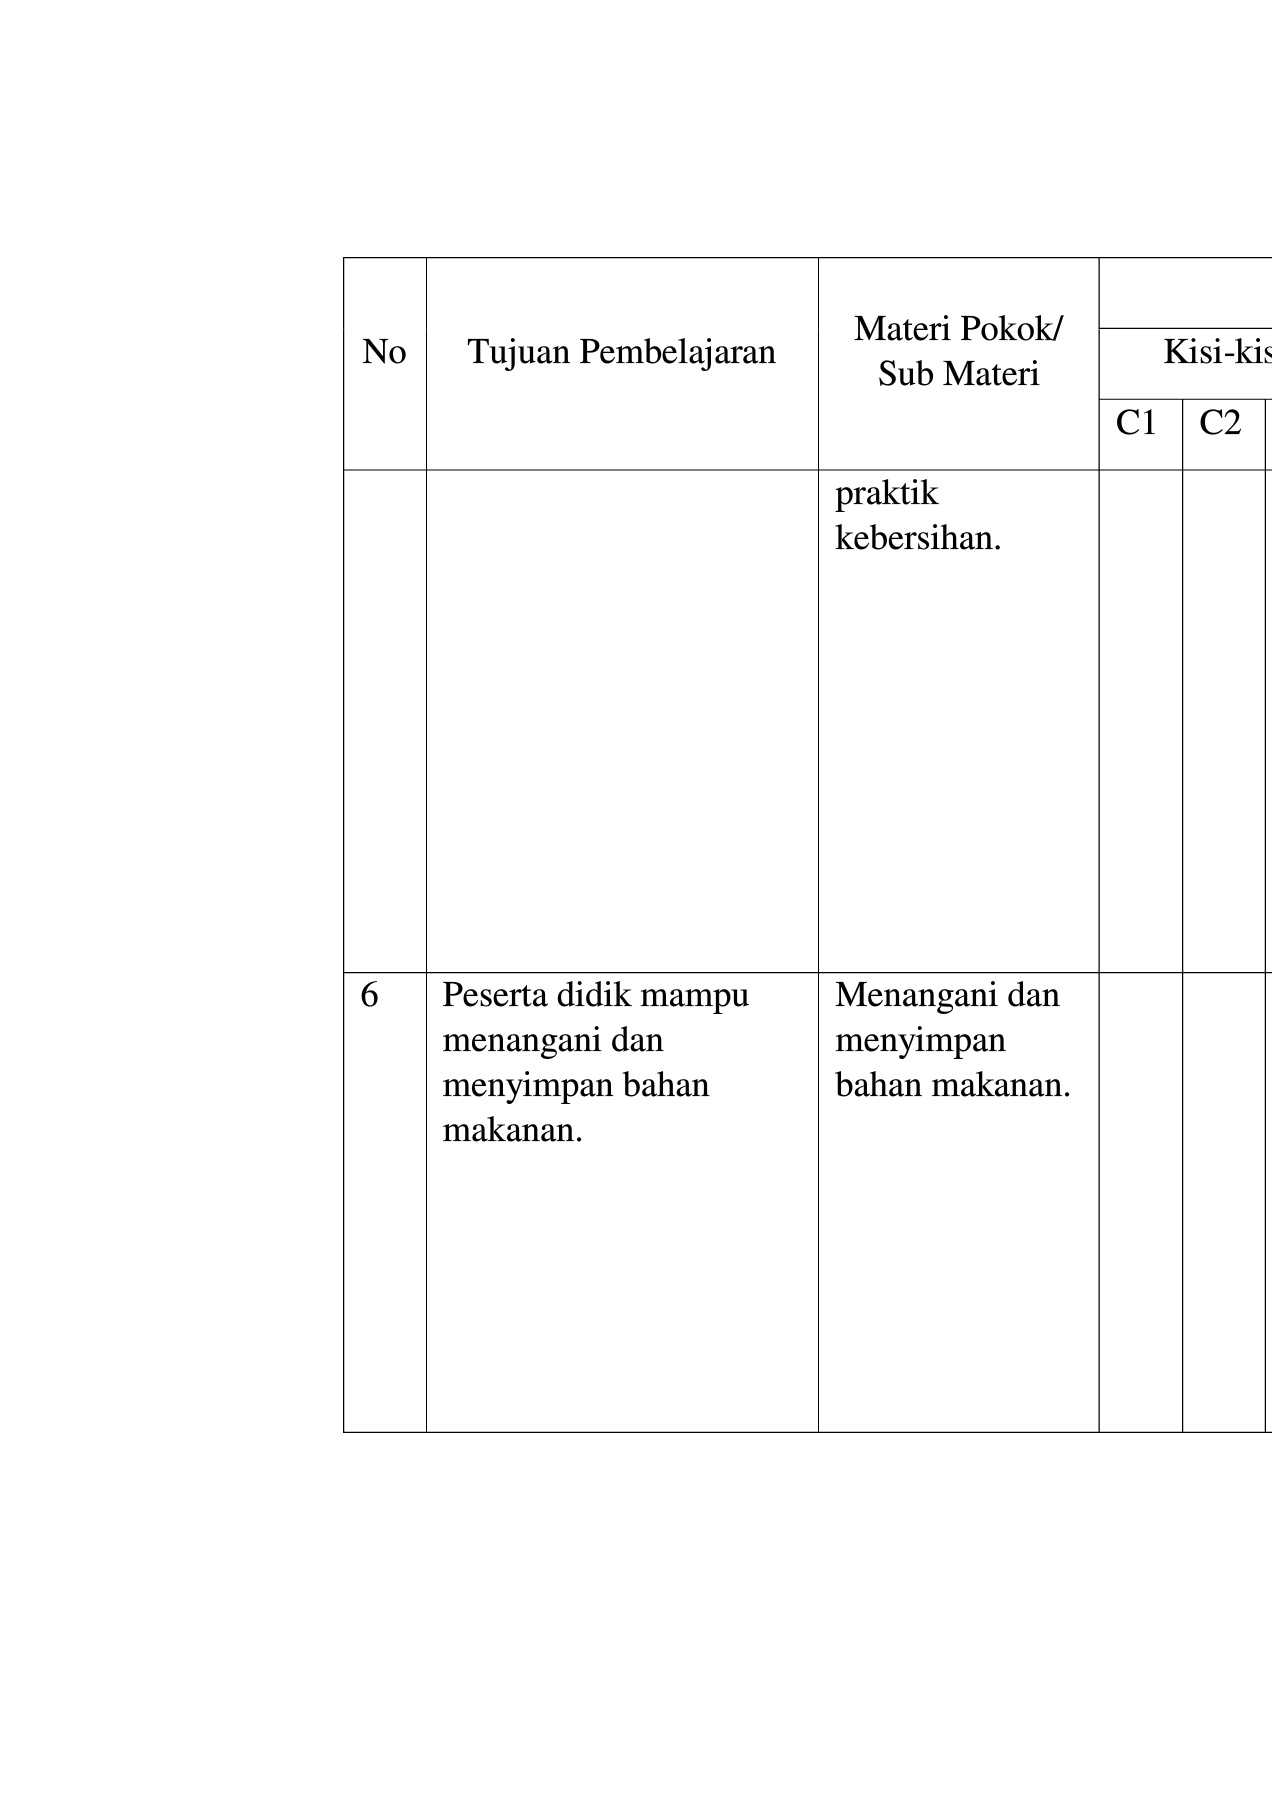 No
Tujuan Pembelajaran
Materi Pokok/
Sub Materi
Kisi-kis
C1
C2
praktik
kebersihan.
6
Peserta didik mampu
menangani dan
menyimpan bahan
makanan.
Menangani dan
menyimpan
bahan makanan.